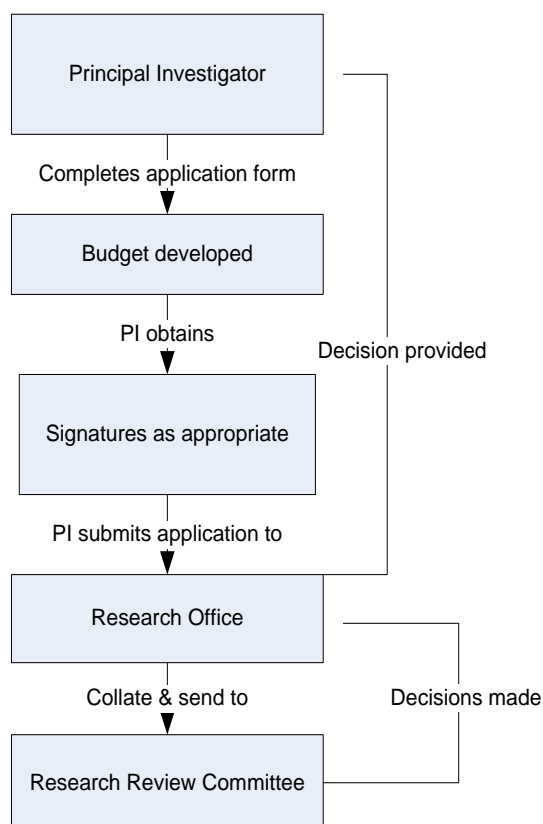 Principal Investigator
Completes application form
Budget developed
PI obtains
Decision provided
Signatures as appropriate
PI submits application to
Research Office
Collate & send to
Decisions made
Research Review Committee